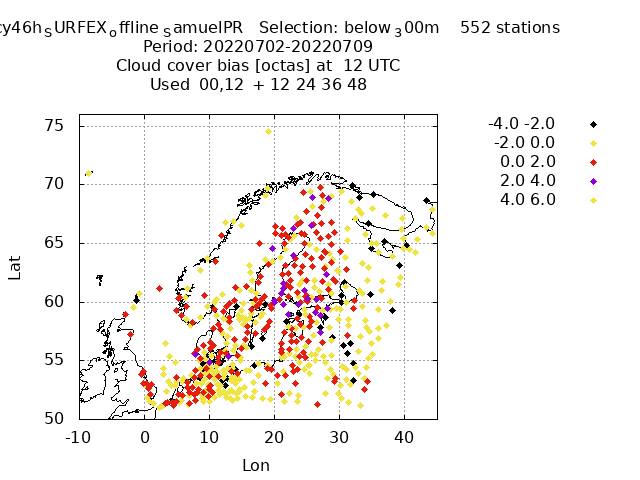 cy46h_SURFEX_offline_SamuelPR Selection: below_300m 552 stations
Period: 20220702-20220709
Cloud cover bias [octas] at 12 UTC
Used 00,12 + 12 24 36 48
-4.0 -2.0
-2.0 0.0
0.0 2.0
2.0 4.0
4.0 6.0
75
70
65
60
55
50
Lat
-10 0 10 20 30 40
Lon